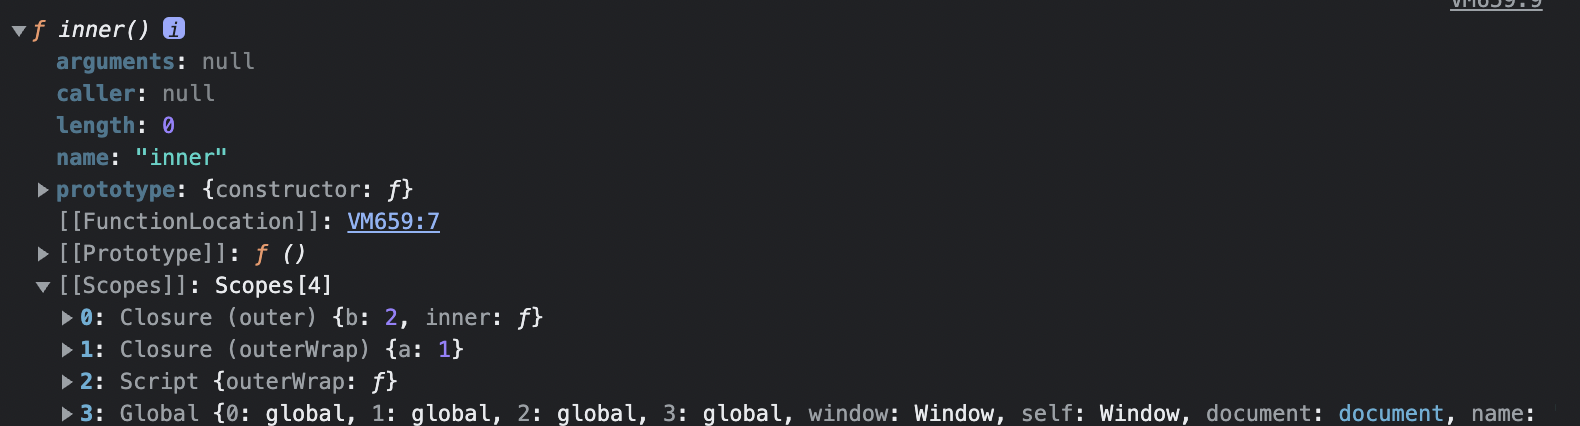 VM659:9
▼ƒ inner() i
arguments: null
caller: null
length: 0
name: "inner"
▶prototype: {constructor: ƒ}
[[FunctionLocation]]: VM659:7
▶[[Prototype]]: ƒ ()
▼[[Scopes]]: Scopes[4]
▶0: Closure (outer) {b: 2, inner: ƒ}
▶1: Closure (outerWrap) {a: 1}
▶2: Script {outerWrap: ƒ}
▶3: Global {0: global, 1: global, 2: global, 3: global, window: Window, self: Window, document: document, name: